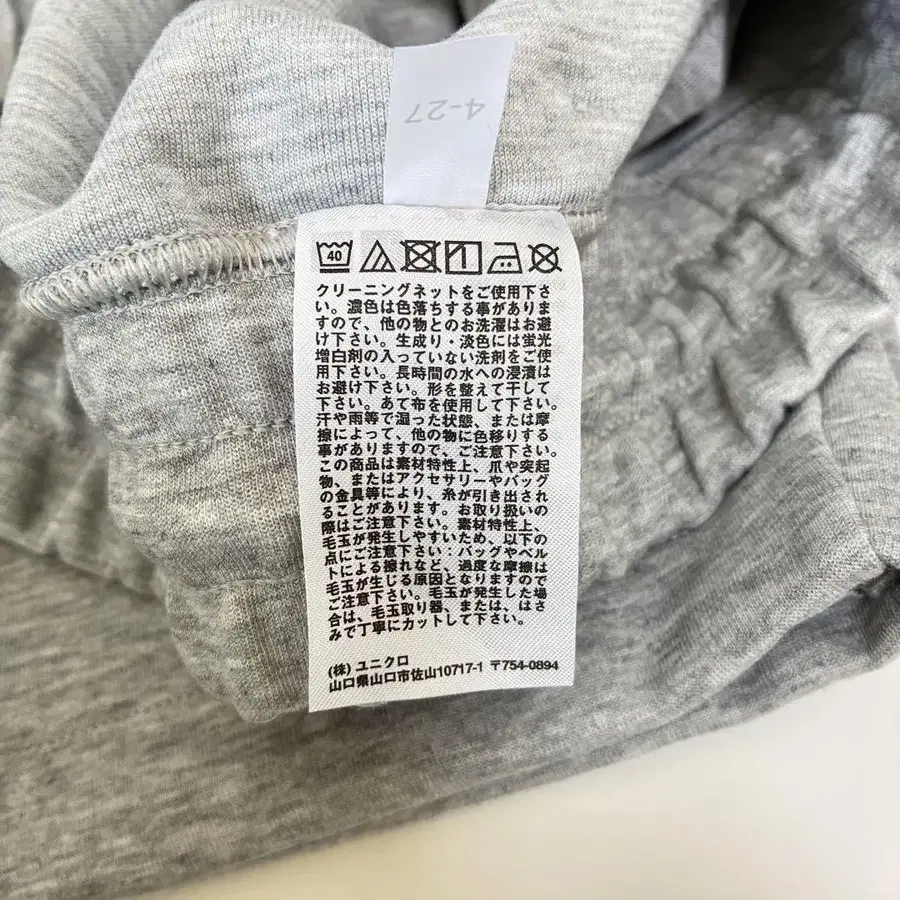 4-27
40
クリーニングネットをご使用下さ
い。濃色は色落ちする事がありま
すので、他の物とのお洗濯はお避
け下さい。生成り・淡色には蛍光
増白剤の入っていない洗剤をご使
用下さい。長時間の水への浸漬は
お避け下さい。形を整えて干して
下さい。あて布を使用して下さい。
汗や雨等で湿った状態、または摩
擦によって、他の物に色移りする
事がありますので、ご注意下さい。
この商品は素材特性上、爪や突起
物、またはアクセサリーやバッグ
の金具等により、糸が引き出され
ることがあります。お取り扱いの
際はご注意下さい。素材特性上、
毛玉が発生しやすいため、以下の
点にご注意下さい：バッグやベル
トによる擦れなど、過度な摩擦は
毛玉が生じる原因となりますので
ご注意下さい。毛玉が発生した場
合は、毛玉取り器、または、はさ
みで丁寧にカットして下さい。
(株) ユニクロ
山口県山口市佐山10717-1 〒754-0894